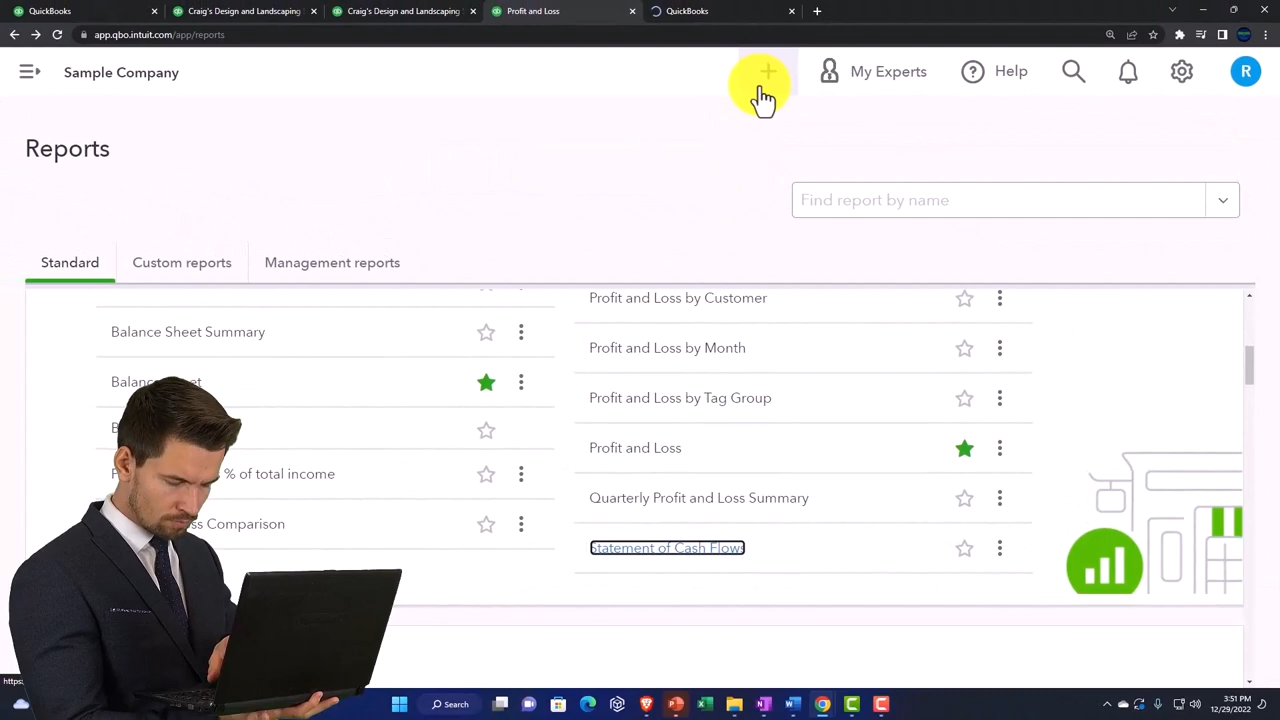 QuickBooks
Craig's Design and Landscaping
Craig's Design and Landscaping
Profit and Loss
QuickBooks
app.qbo.intuit.com/app/reports
Sample Company
My Experts
Help
R
Reports
Find report by name
Standard
Custom reports
Management reports
Profit and Loss by Customer
Balance Sheet Summary
Profit and Loss by Month
Profit and Loss by Tag Group
Profit and Loss
% of total income
Quarterly Profit and Loss Summary
Comparison
Statement of Cash Flows
Search
3:51 PM
12/29/2022